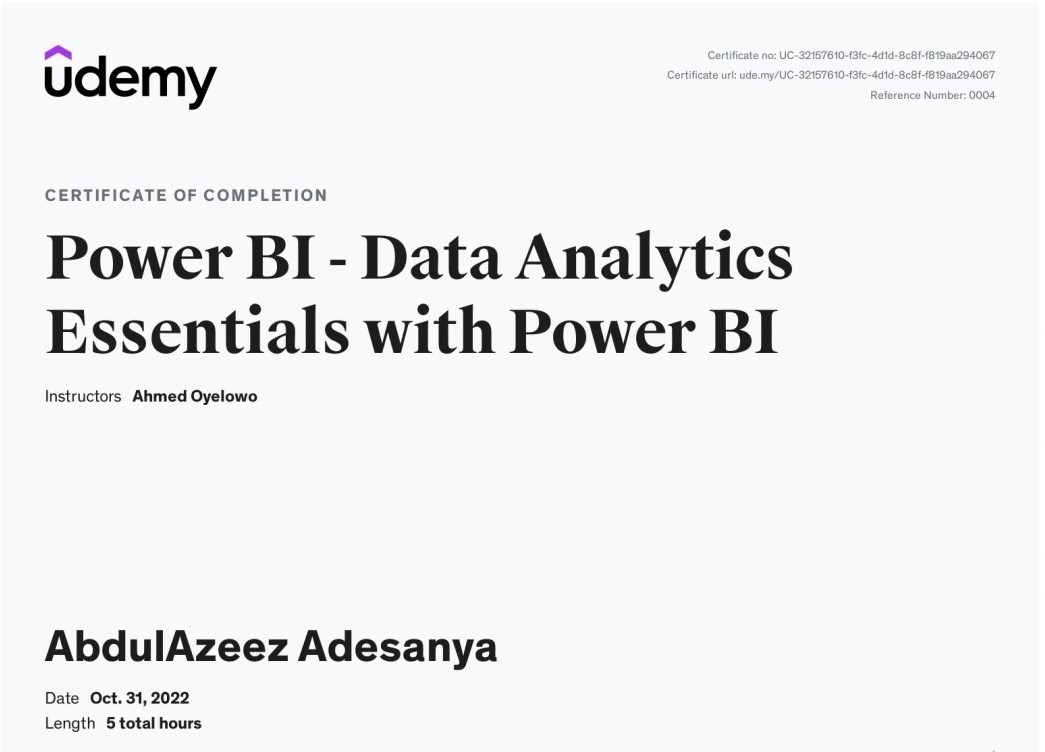 udemy
Certificate no: UC-32157610-f3fc-4d1d-8c8f-f819aa294067
Certificate url: ude.my/UC-32157610-f3fc-4d1d-8c8f-f819aa294067
Reference Number: 0004
CERTIFICATE OF COMPLETION
Power BI - Data Analytics
Essentials with Power BI
Instructors Ahmed Oyelowo
AbdulAzeez Adesanya
Date Oct. 31, 2022
Length 5 total hours